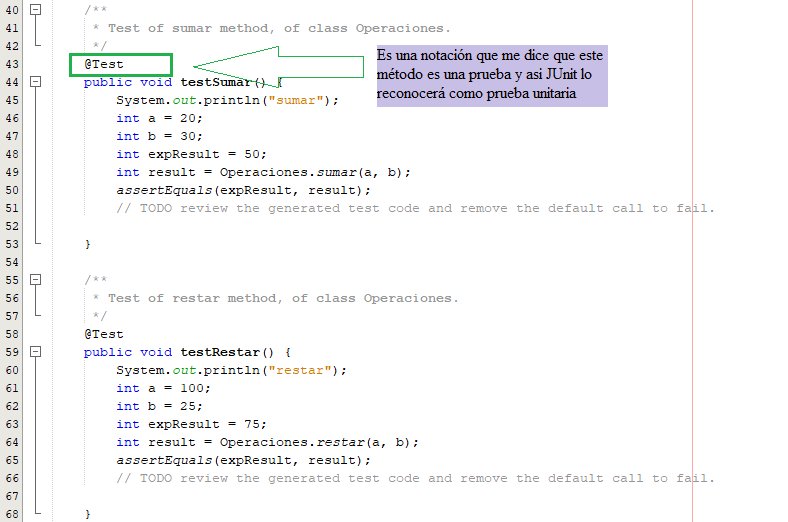 40 /**
41 * Test of sumar method, of class Operaciones.
42 */
43 @Test
Es una notación que me dice que este
método es una prueba y asi JUnit lo
reconocerá como prueba unitaria
44 public void testSumar() {
45 System.out.println("sumar");
46 int a = 20;
47 int b = 30;
48 int expResult = 50;
49 int result = Operaciones.sumar(a, b);
50 assertEquals(expResult, result);
51 // TODO review the generated test code and remove the default call to fail.
52
53 }
54
55 /**
56 * Test of restar method, of class Operaciones.
57 */
58 @Test
59 public void testRestar() {
60 System.out.println("restar");
61 int a = 100;
62 int b = 25;
63 int expResult = 75;
64 int result = Operaciones.restar(a, b);
65 assertEquals(expResult, result);
66 // TODO review the generated test code and remove the default call to fail.
67
68 }